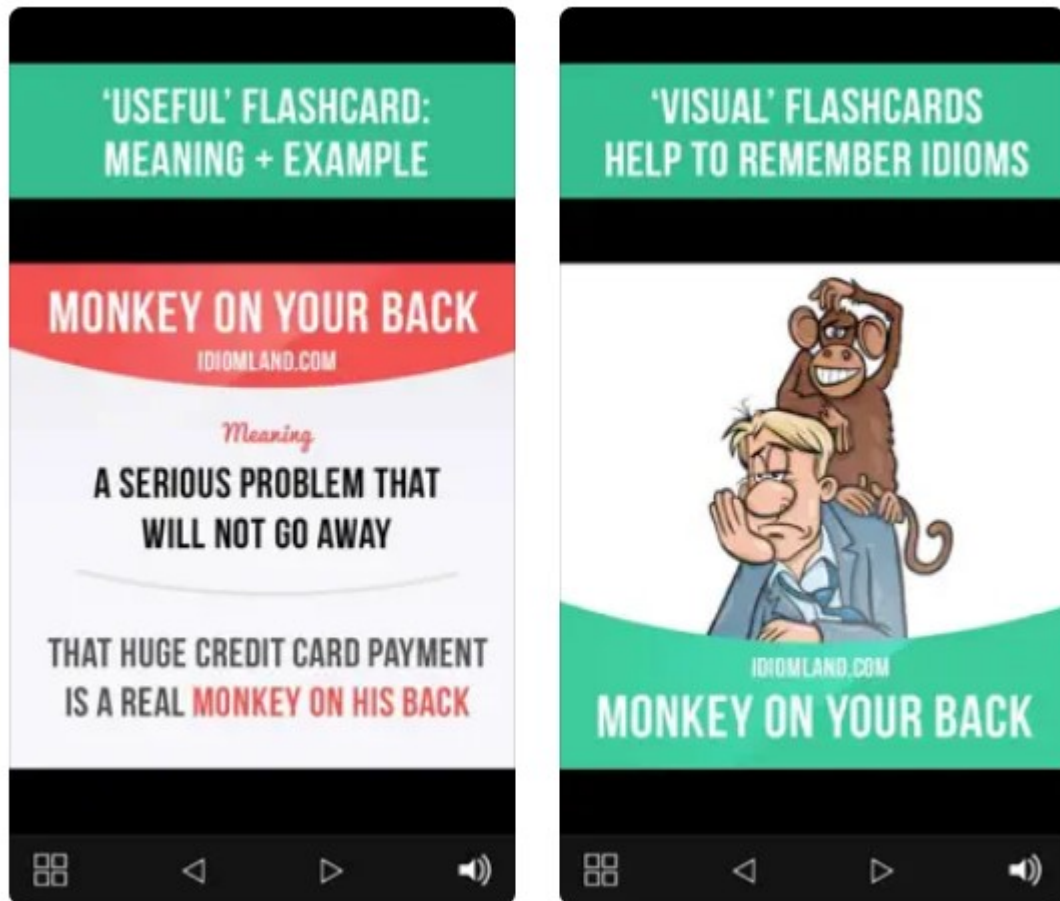 ‘USEFUL’ FLASHCARD:
MEANING + EXAMPLE
MONKEY ON YOUR BACK
IDIOMLAND.COM
Meaning
A SERIOUS PROBLEM THAT
WILL NOT GO AWAY
THAT HUGE CREDIT CARD PAYMENT
IS A REAL MONKEY ON HIS BACK
‘VISUAL’ FLASHCARDS
HELP TO REMEMBER IDIOMS
IDIOMLAND.COM
MONKEY ON YOUR BACK